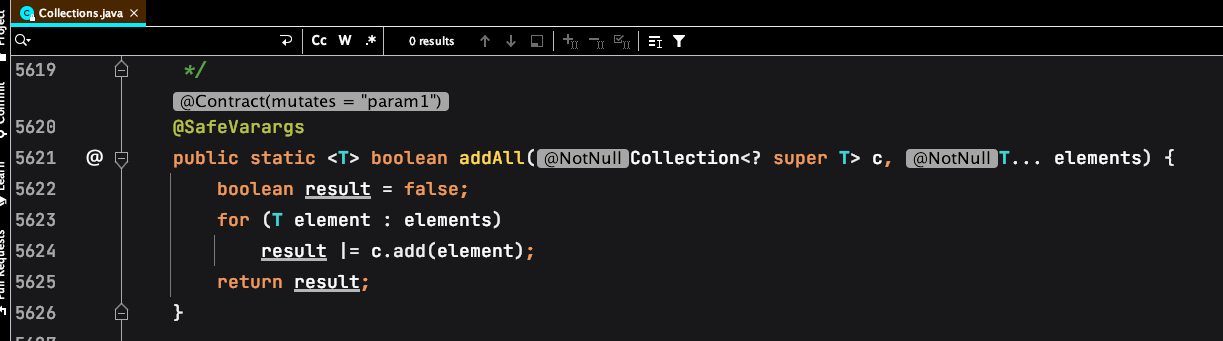 Collections.java ×
Cc W .* 0 results
5619 */
@Contract(mutates = "param1")
5620 @SafeVarargs
5621 @ public static <T> boolean addAll( @NotNull Collection<? super T> c, @NotNull T... elements) {
5622 boolean result = false;
5623 for (T element : elements)
5624 result |= c.add(element);
5625 return result;
5626 }
Project
Commit
Learn
Pull Requests